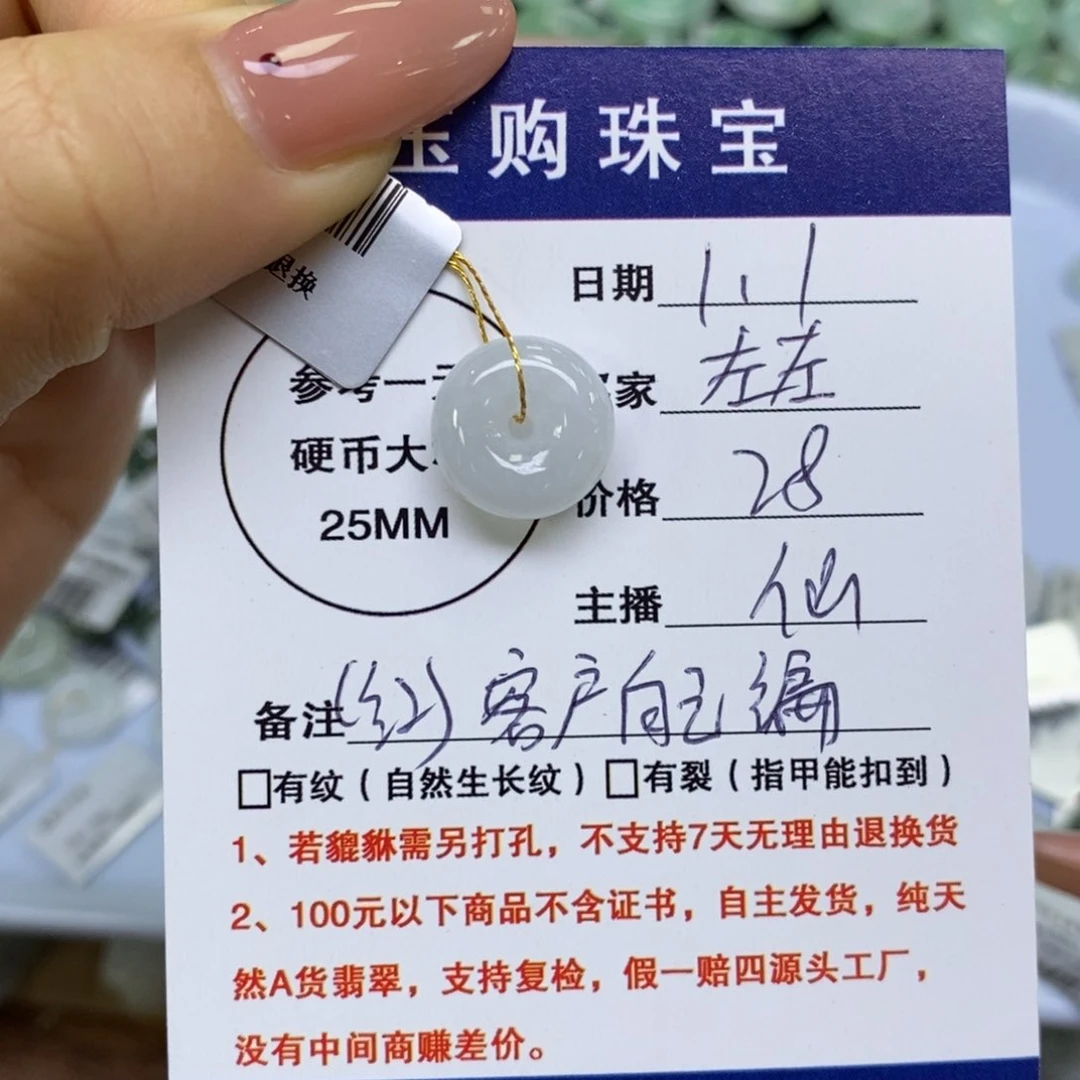 购珠宝
退换
日期 1.1
参考一元
家 左左
硬币大
25MM
价格 28
主播 仙
备注 (红) 客户自己编
□有纹(自然生长纹) □有裂(指甲能扣到)
1、若貔貅需另打孔，不支持7天无理由退换货
2、100元以下商品不含证书，自主发货，纯天
然A货翡翠，支持复检，假一赔四源头工厂，
没有中间商赚差价。